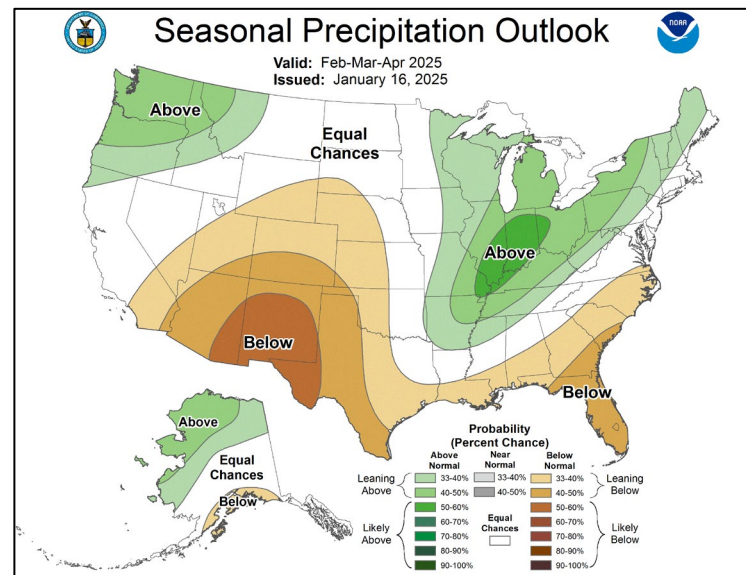 Seasonal Precipitation Outlook
NOAA
Valid: Feb-Mar-Apr 2025
Issued: January 16, 2025
Above
Equal
Chances
Above
Below
Below
Above
Equal
Chances
Below
Probability
(Percent Chance)
Above
Normal
Near
Normal
Below
Normal
Leaning
Above
33-40%
33-40%
33-40%
Leaning
Below
40-50%
40-50%
40-50%
Likely
Above
50-60%
60-70%
70-80%
80-90%
90-100%
Equal
Chances
50-60%
60-70%
70-80%
80-90%
90-100%
Likely
Below